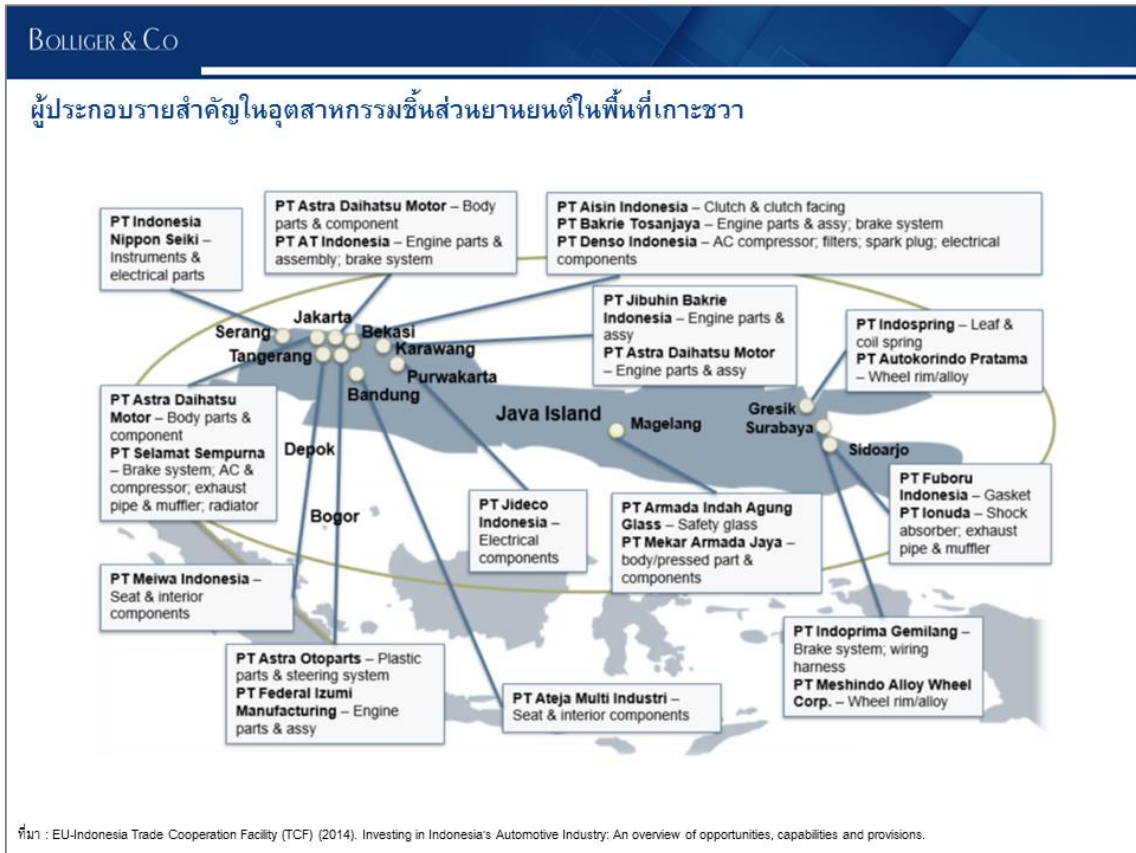 BOLLIGER & CO
ผู้ประกอบรายสำคัญในอุตสาหกรรมชิ้นส่วนยานยนต์ในพื้นที่เกาะชวา
PT Indonesia
Nippon Seiki –
Instruments &
electrical parts
PT Astra Daihatsu Motor – Body
parts & component
PT AT Indonesia – Engine parts &
assembly; brake system
PT Aisin Indonesia – Clutch & clutch facing
PT Bakrie Tosanjaya – Engine parts & assy; brake system
PT Denso Indonesia – AC compressor; filters; spark plug; electrical
components
PT Jibuhin Bakrie
Indonesia – Engine parts &
assy
PT Astra Daihatsu Motor
– Engine parts & assy
PT Indospring – Leaf &
coil spring
PT Autokorindo Pratama
– Wheel rim/alloy
Jakarta
Serang
Bekasi
Tangerang
Karawang
Purwakarta
Bandung
Java Island
Magelang
Gresik
Surabaya
Sidoarjo
Depok
Bogor
PT Astra Daihatsu
Motor – Body parts &
component
PT Selamat Sempurna
– Brake system; AC &
compressor; exhaust
pipe & muffler; radiator
PT Jideco
Indonesia –
Electrical
components
PT Armada Indah Agung
Glass – Safety glass
PT Mekar Armada Jaya –
body/pressed part &
components
PT Fuboru
Indonesia – Gasket
PT Ionuda – Shock
absorber; exhaust
pipe & muffler
PT Meiwa Indonesia –
Seat & interior
components
PT Astra Otoparts – Plastic
parts & steering system
PT Federal Izumi
Manufacturing – Engine
parts & assy
PT Ateja Multi Industri –
Seat & interior components
PT Indoprima Gemilang –
Brake system; wiring
harness
PT Meshindo Alloy Wheel
Corp. – Wheel rim/alloy
ที่มา : EU-Indonesia Trade Cooperation Facility (TCF) (2014). Investing in Indonesia's Automotive Industry: An overview of opportunities, capabilities and provisions.